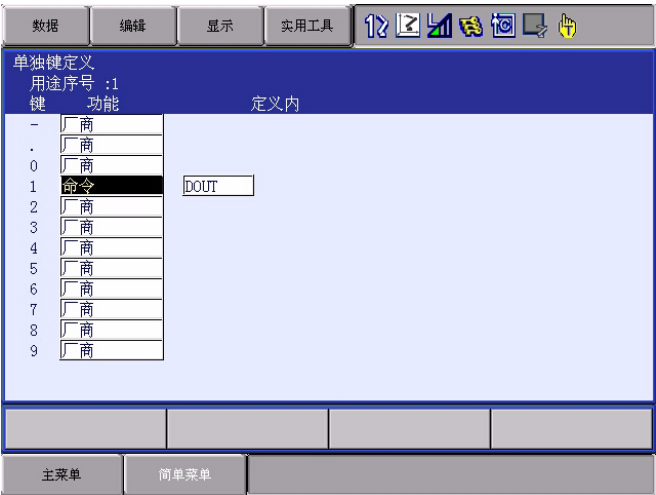 数据 编辑 显示 实用工具
单独键定义
用途序号 :1
键 功能 定义内
- 厂商
. 厂商
0 厂商
1 命令 DOUT
2 厂商
3 厂商
4 厂商
5 厂商
6 厂商
7 厂商
8 厂商
9 厂商
主菜单 简单菜单